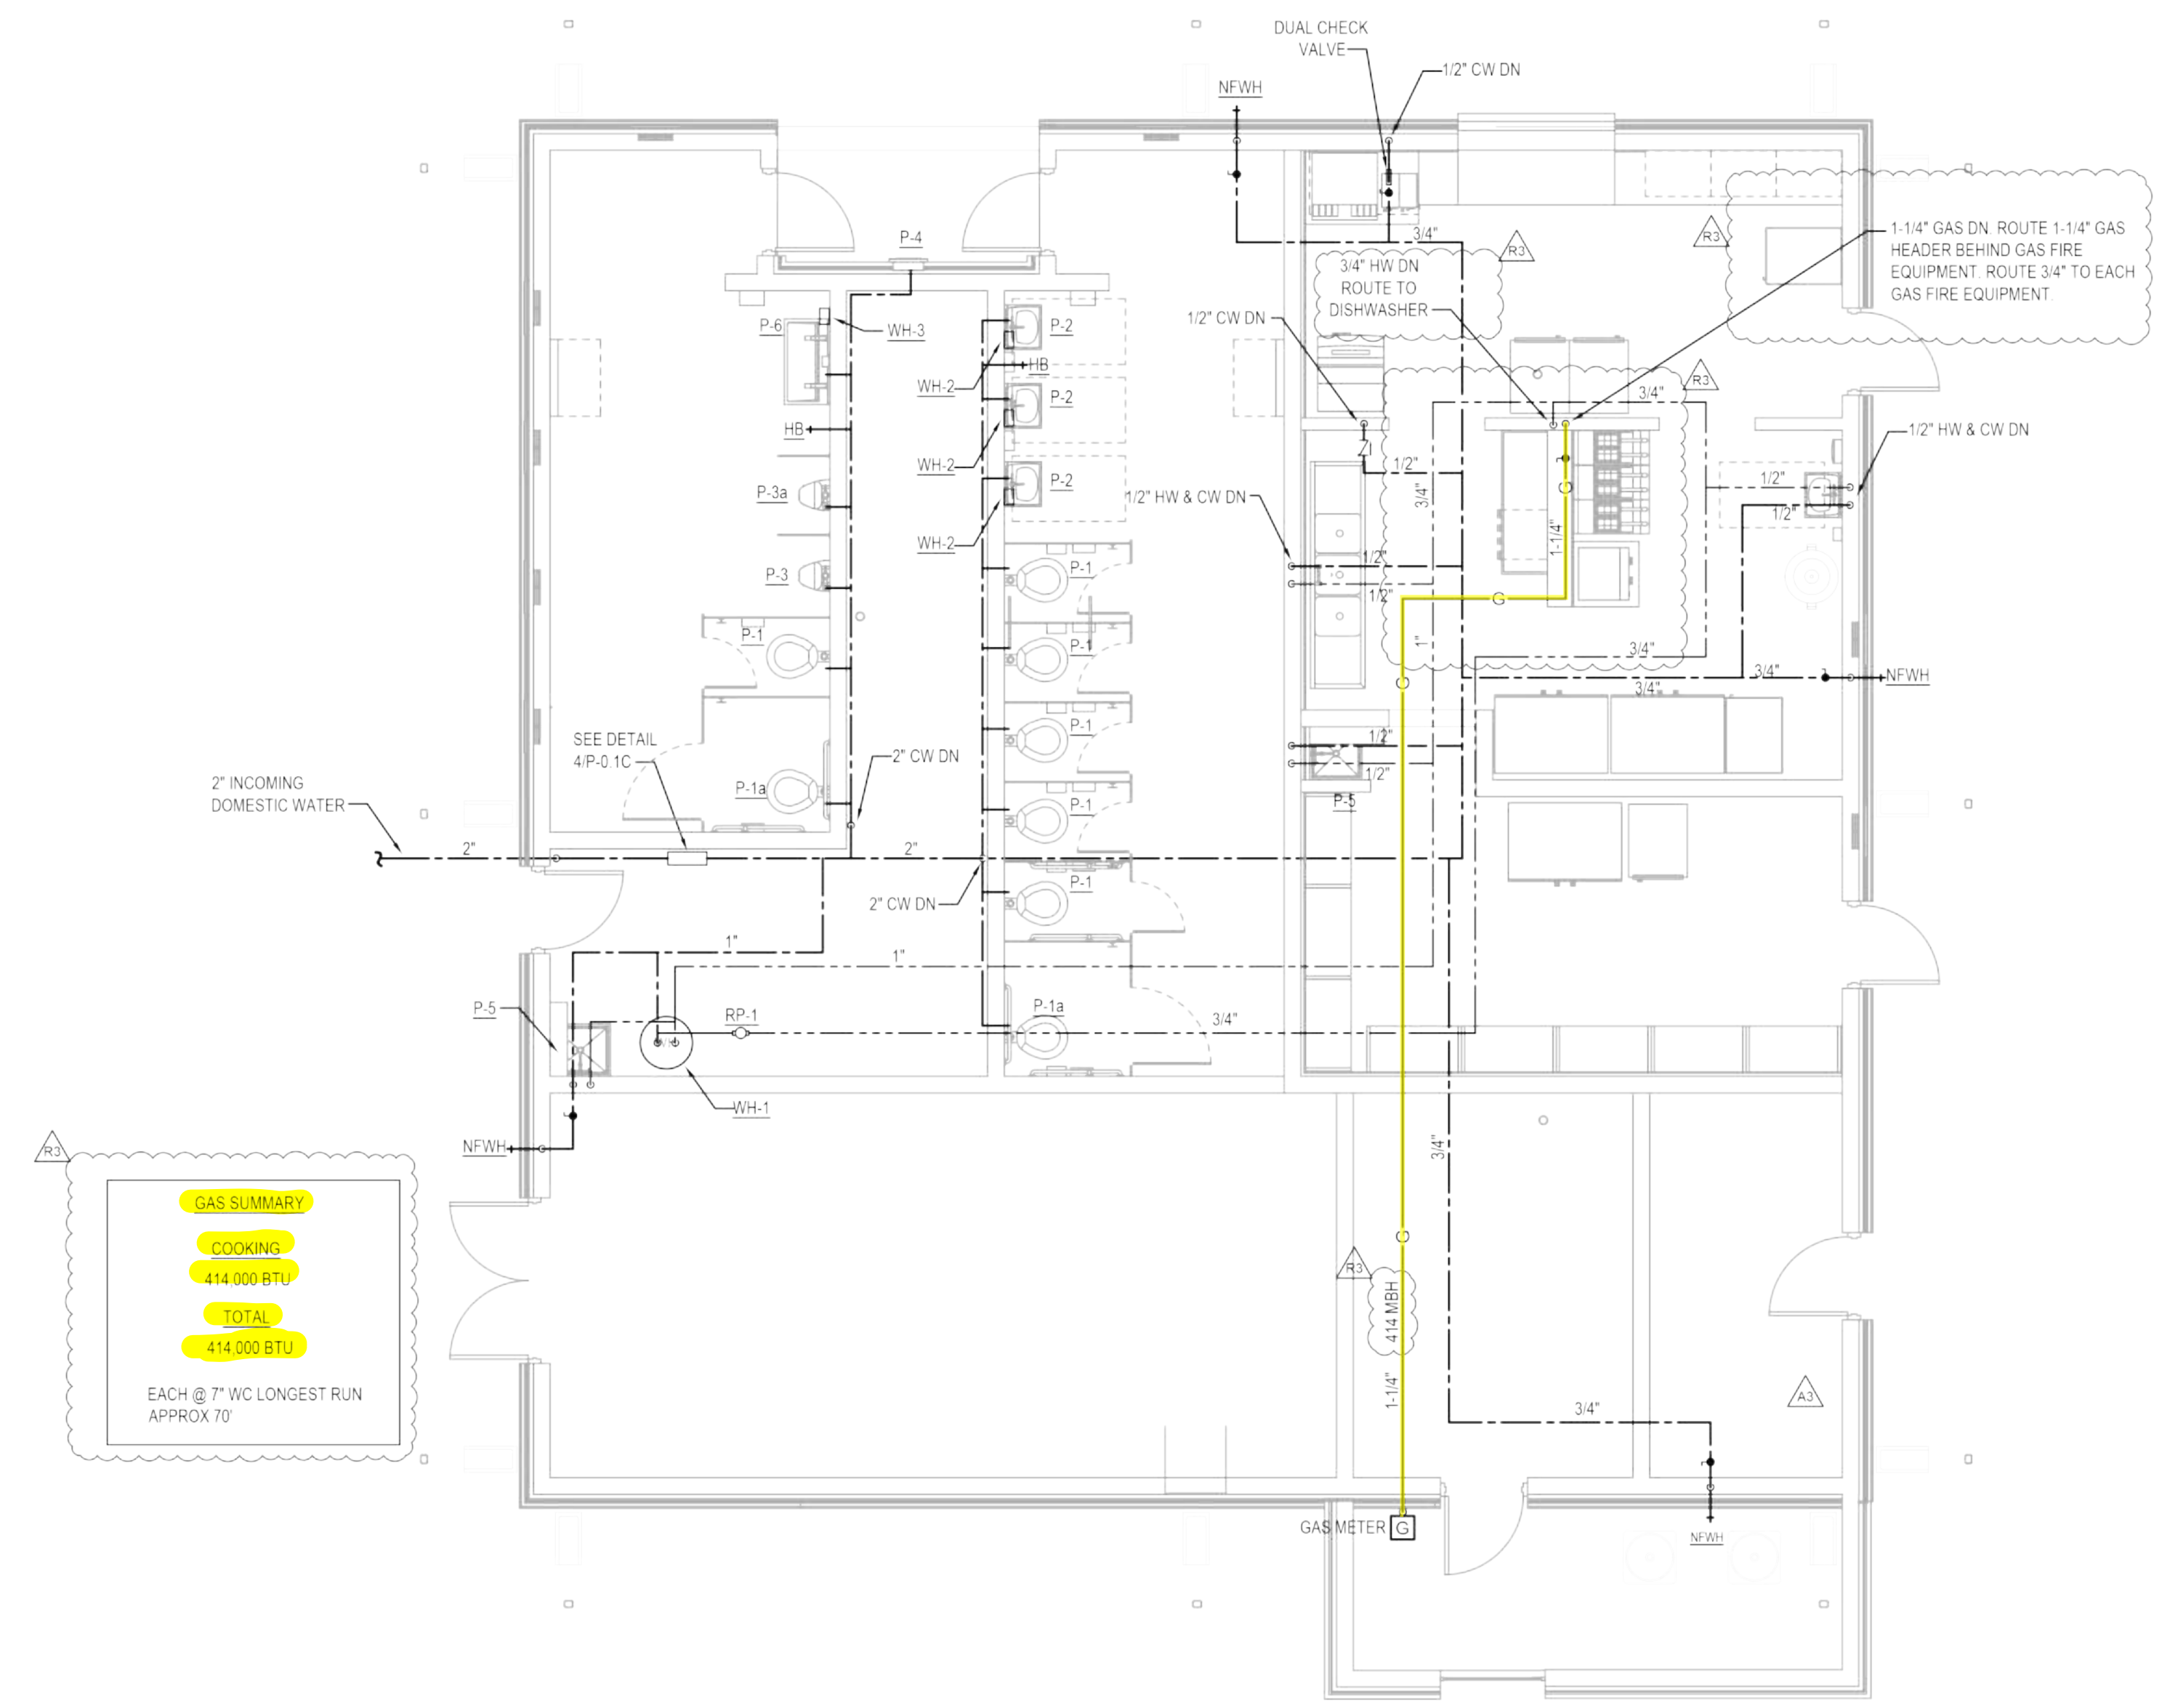 DUAL CHECK
VALVE
1/2" CW DN
NFWH
P-4
3/4"
R3
R3
1-1/4" GAS DN. ROUTE 1-1/4" GAS
HEADER BEHIND GAS FIRE
EQUIPMENT. ROUTE 3/4" TO EACH
GAS FIRE EQUIPMENT.
3/4" HW DN
ROUTE TO
DISHWASHER
1/2" CW DN
P-6
WH-3
P-2
HB
WH-2
P-2
R3
3/4"
HB
1/2" HW & CW DN
WH-2
P-2
1/2"
1/2"
1/2"
3/4"
G
P-3a
1/2" HW & CW DN
WH-2
1-1/4"
P-3
P-1
1/2"
1/2"
G
P-1
P-1
1"
3/4"
G
3/4"
3/4"
NFWH
SEE DETAIL
4/P-0.1C
P-1
1/2"
1/2"
2" CW DN
P-1a
P-1
P-5
2" INCOMING
DOMESTIC WATER
2"
2"
P-1
2" CW DN
1"
1"
P-5
RP-1
P-1a
3/4"
WH-1
R3
NFWH
3/4"
GAS SUMMARY
COOKING
414,000 BTU
TOTAL
414,000 BTU
EACH @ 7" WC LONGEST RUN
APPROX 70'
G
R3
414 MBH
1-1/4"
A3
3/4"
GAS METER
G
NFWH